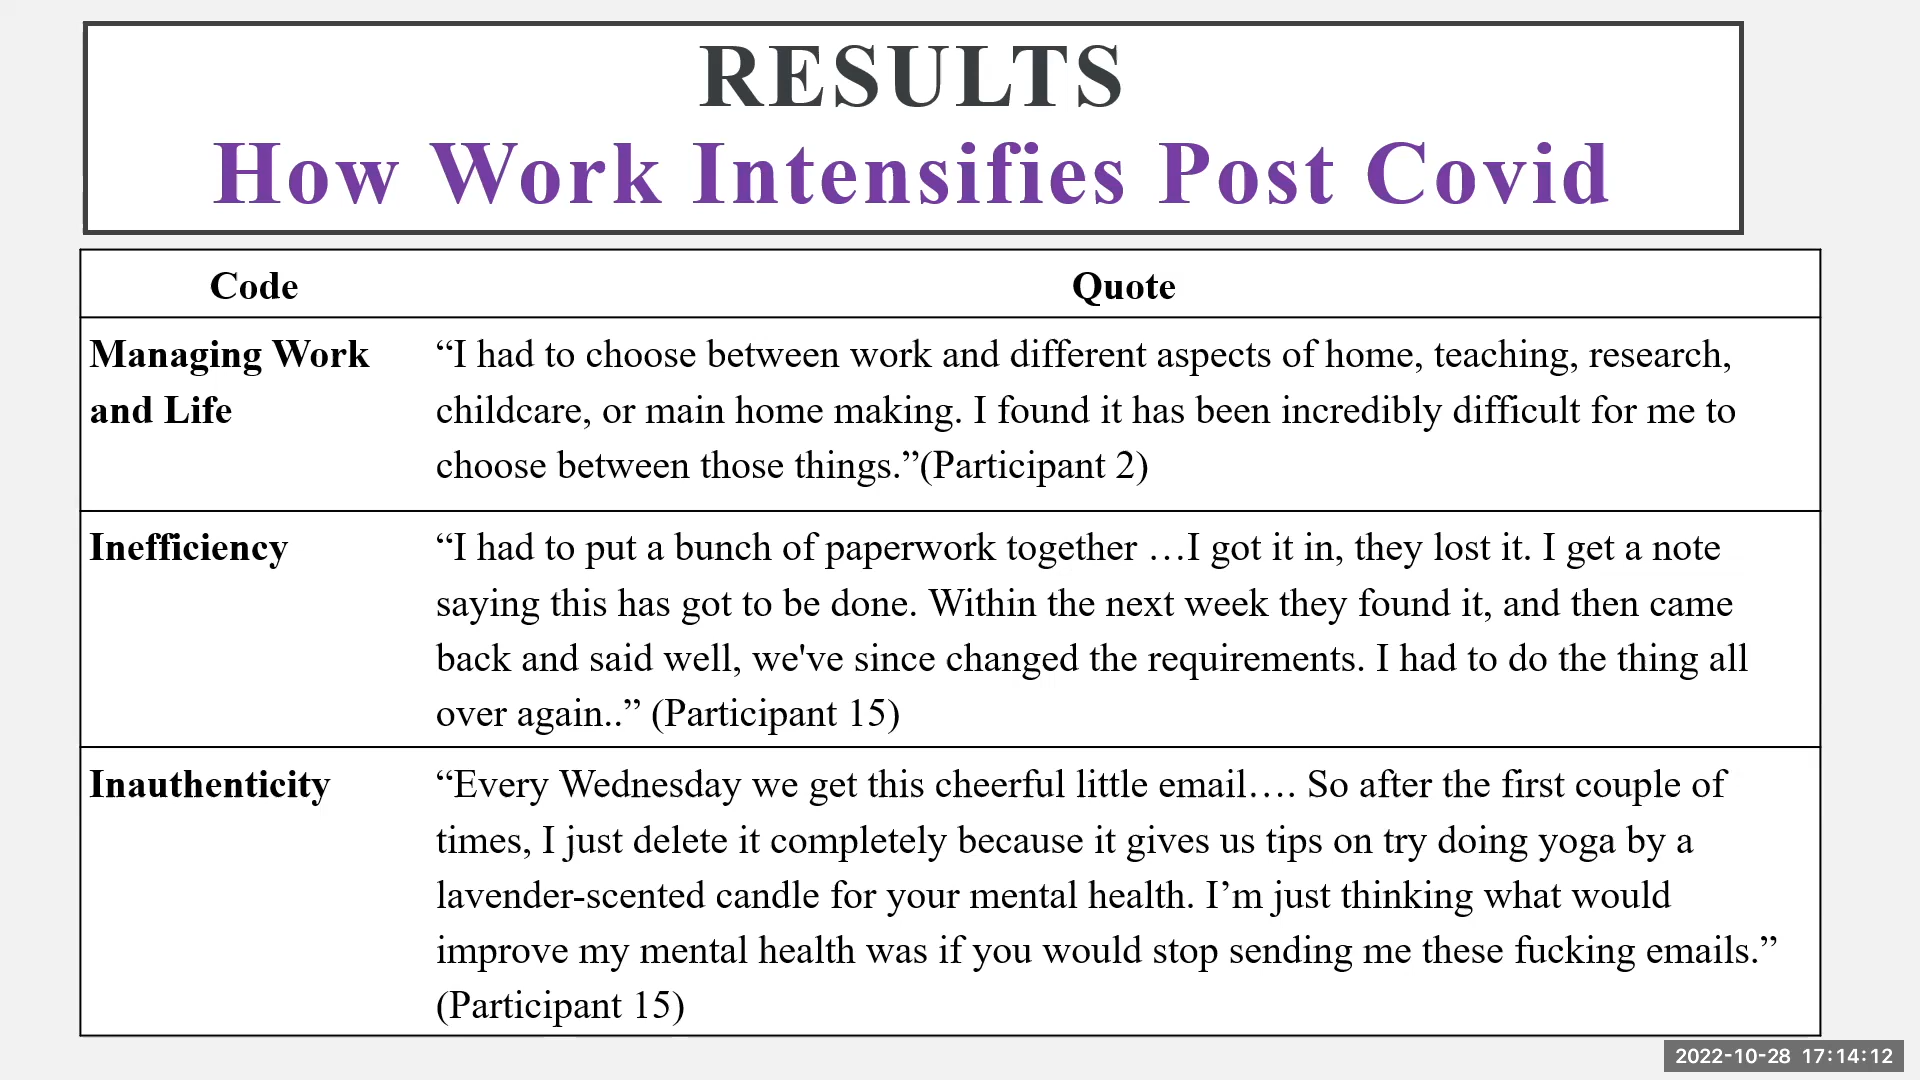 RESULTS
How Work Intensifies Post Covid
Code
Quote
Managing Work
and Life
“I had to choose between work and different aspects of home, teaching, research,
childcare, or main home making. I found it has been incredibly difficult for me to
choose between those things.”(Participant 2)
Inefficiency
“I had to put a bunch of paperwork together …I got it in, they lost it. I get a note
saying this has got to be done. Within the next week they found it, and then came
back and said well, we've since changed the requirements. I had to do the thing all
over again..” (Participant 15)
Inauthenticity
“Every Wednesday we get this cheerful little email…. So after the first couple of
times, I just delete it completely because it gives us tips on try doing yoga by a
lavender-scented candle for your mental health. I’m just thinking what would
improve my mental health was if you would stop sending me these fucking emails.”
(Participant 15)
2022-10-28 17:14:12